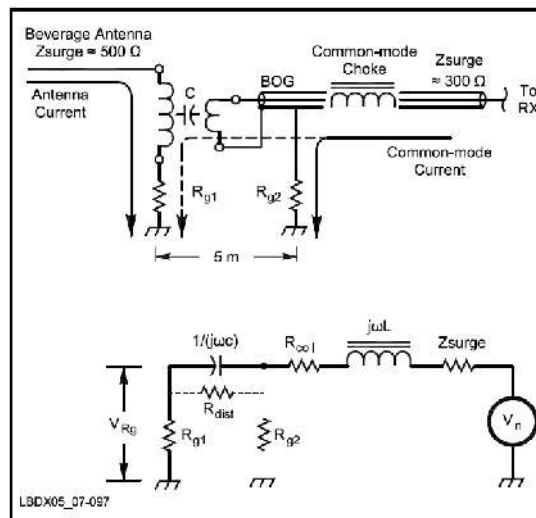 Beverage Antenna
Zsurge ≈ 500 Ω
Antenna
Current
C
BOG
Common-mode
Choke
Zsurge
≈ 300 Ω
To
RX
Rg1
Rg2
Common-mode
Current
5 m
1/(jωc)
Rcoil
jωL
Zsurge
Rdist
VRg
Rg1
Rg2
Vn
LBDX05_07-097